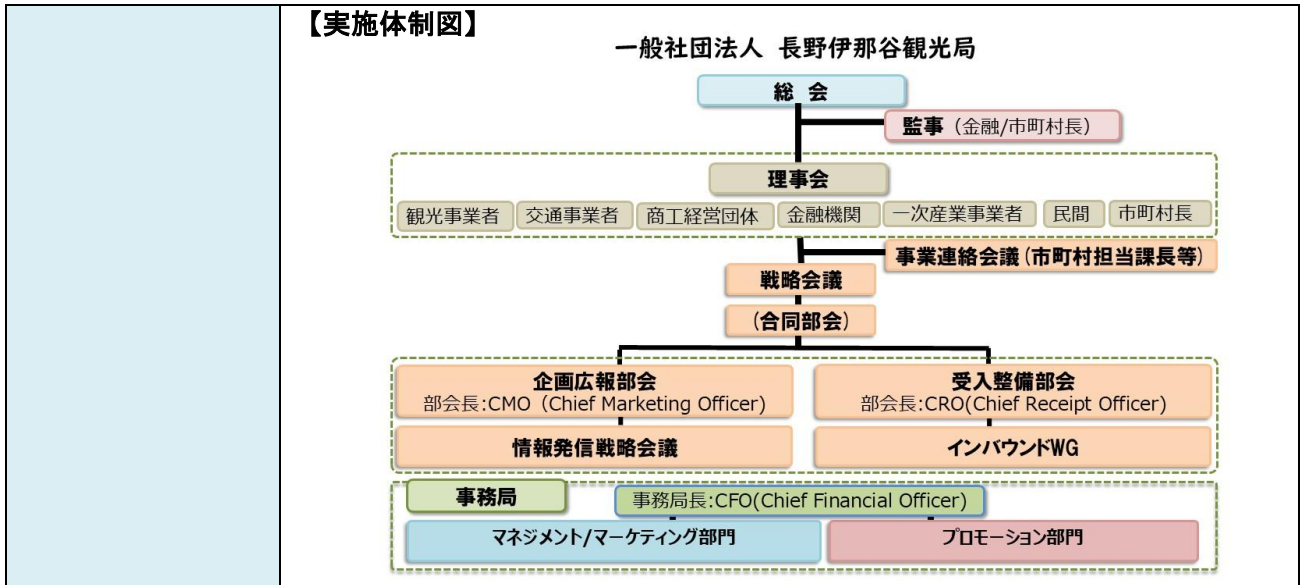 【実施体制図】
一般社団法人 長野伊那谷観光局
総 会
監事（金融/市町村長）
理事会
観光事業者 交通事業者 商工経営団体 金融機関 一次産業事業者 民間 市町村長
事業連絡会議(市町村担当課長等)
戦略会議
(合同部会)
企画広報部会
部会長:CMO（Chief Marketing Officer)
受入整備部会
部会長:CRO(Chief Receipt Officer)
情報発信戦略会議
インバウンドWG
事務局
事務局長:CFO(Chief Financial Officer)
マネジメント/マーケティング部門
プロモーション部門